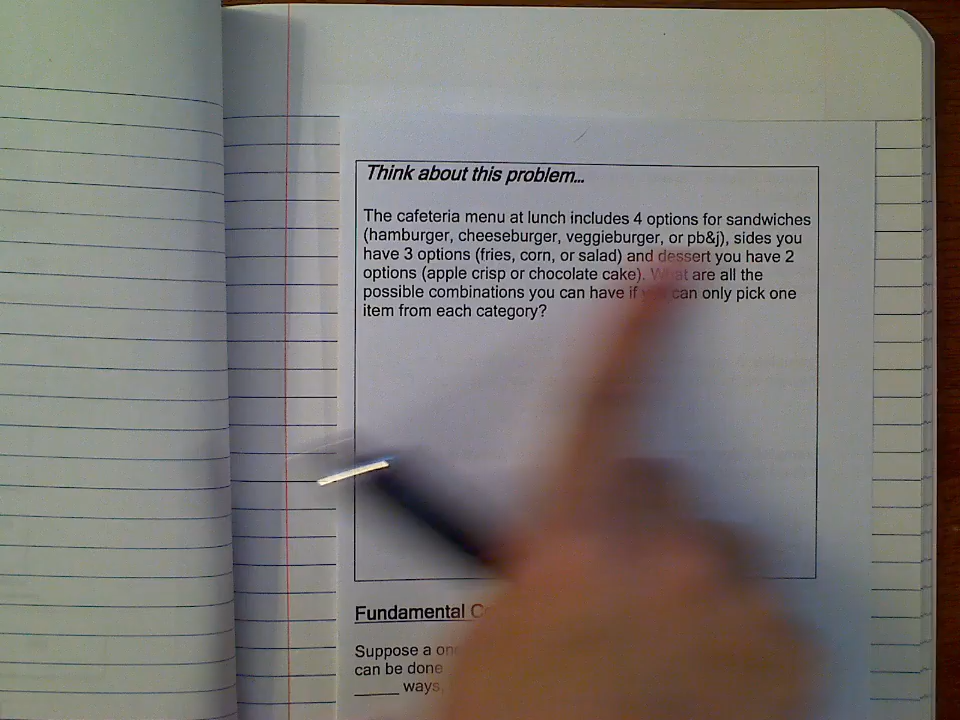 Think about this problem...
The cafeteria menu at lunch includes 4 options for sandwiches
(hamburger, cheeseburger, veggieburger, or pb&j), sides you
have 3 options (fries, corn, or salad) and dessert you have 2
options (apple crisp or chocolate cake). What are all the
possible combinations you can have if you can only pick one
item from each category?
Fundamental
Suppose a
can be done
_____ ways,